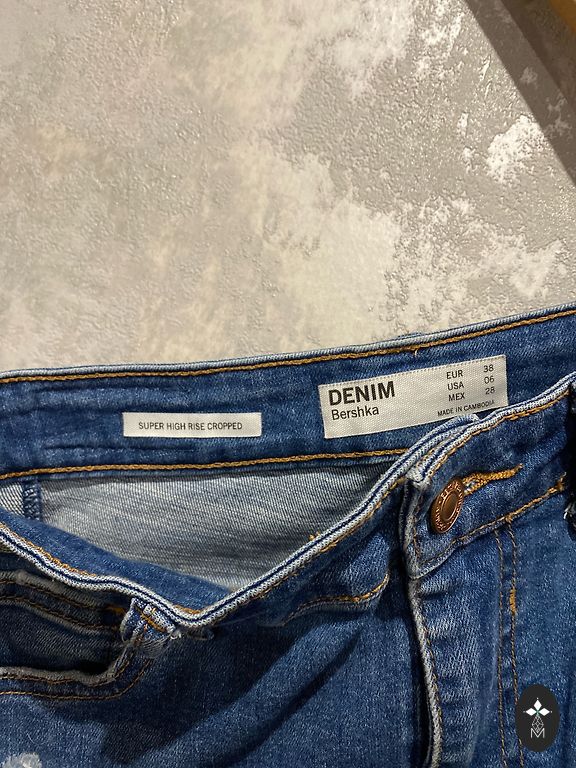 SUPER HIGH RISE CROPPED
DENIM
Bershka
EUR 38
USA 06
MEX 28
MADE IN CAMBODIA